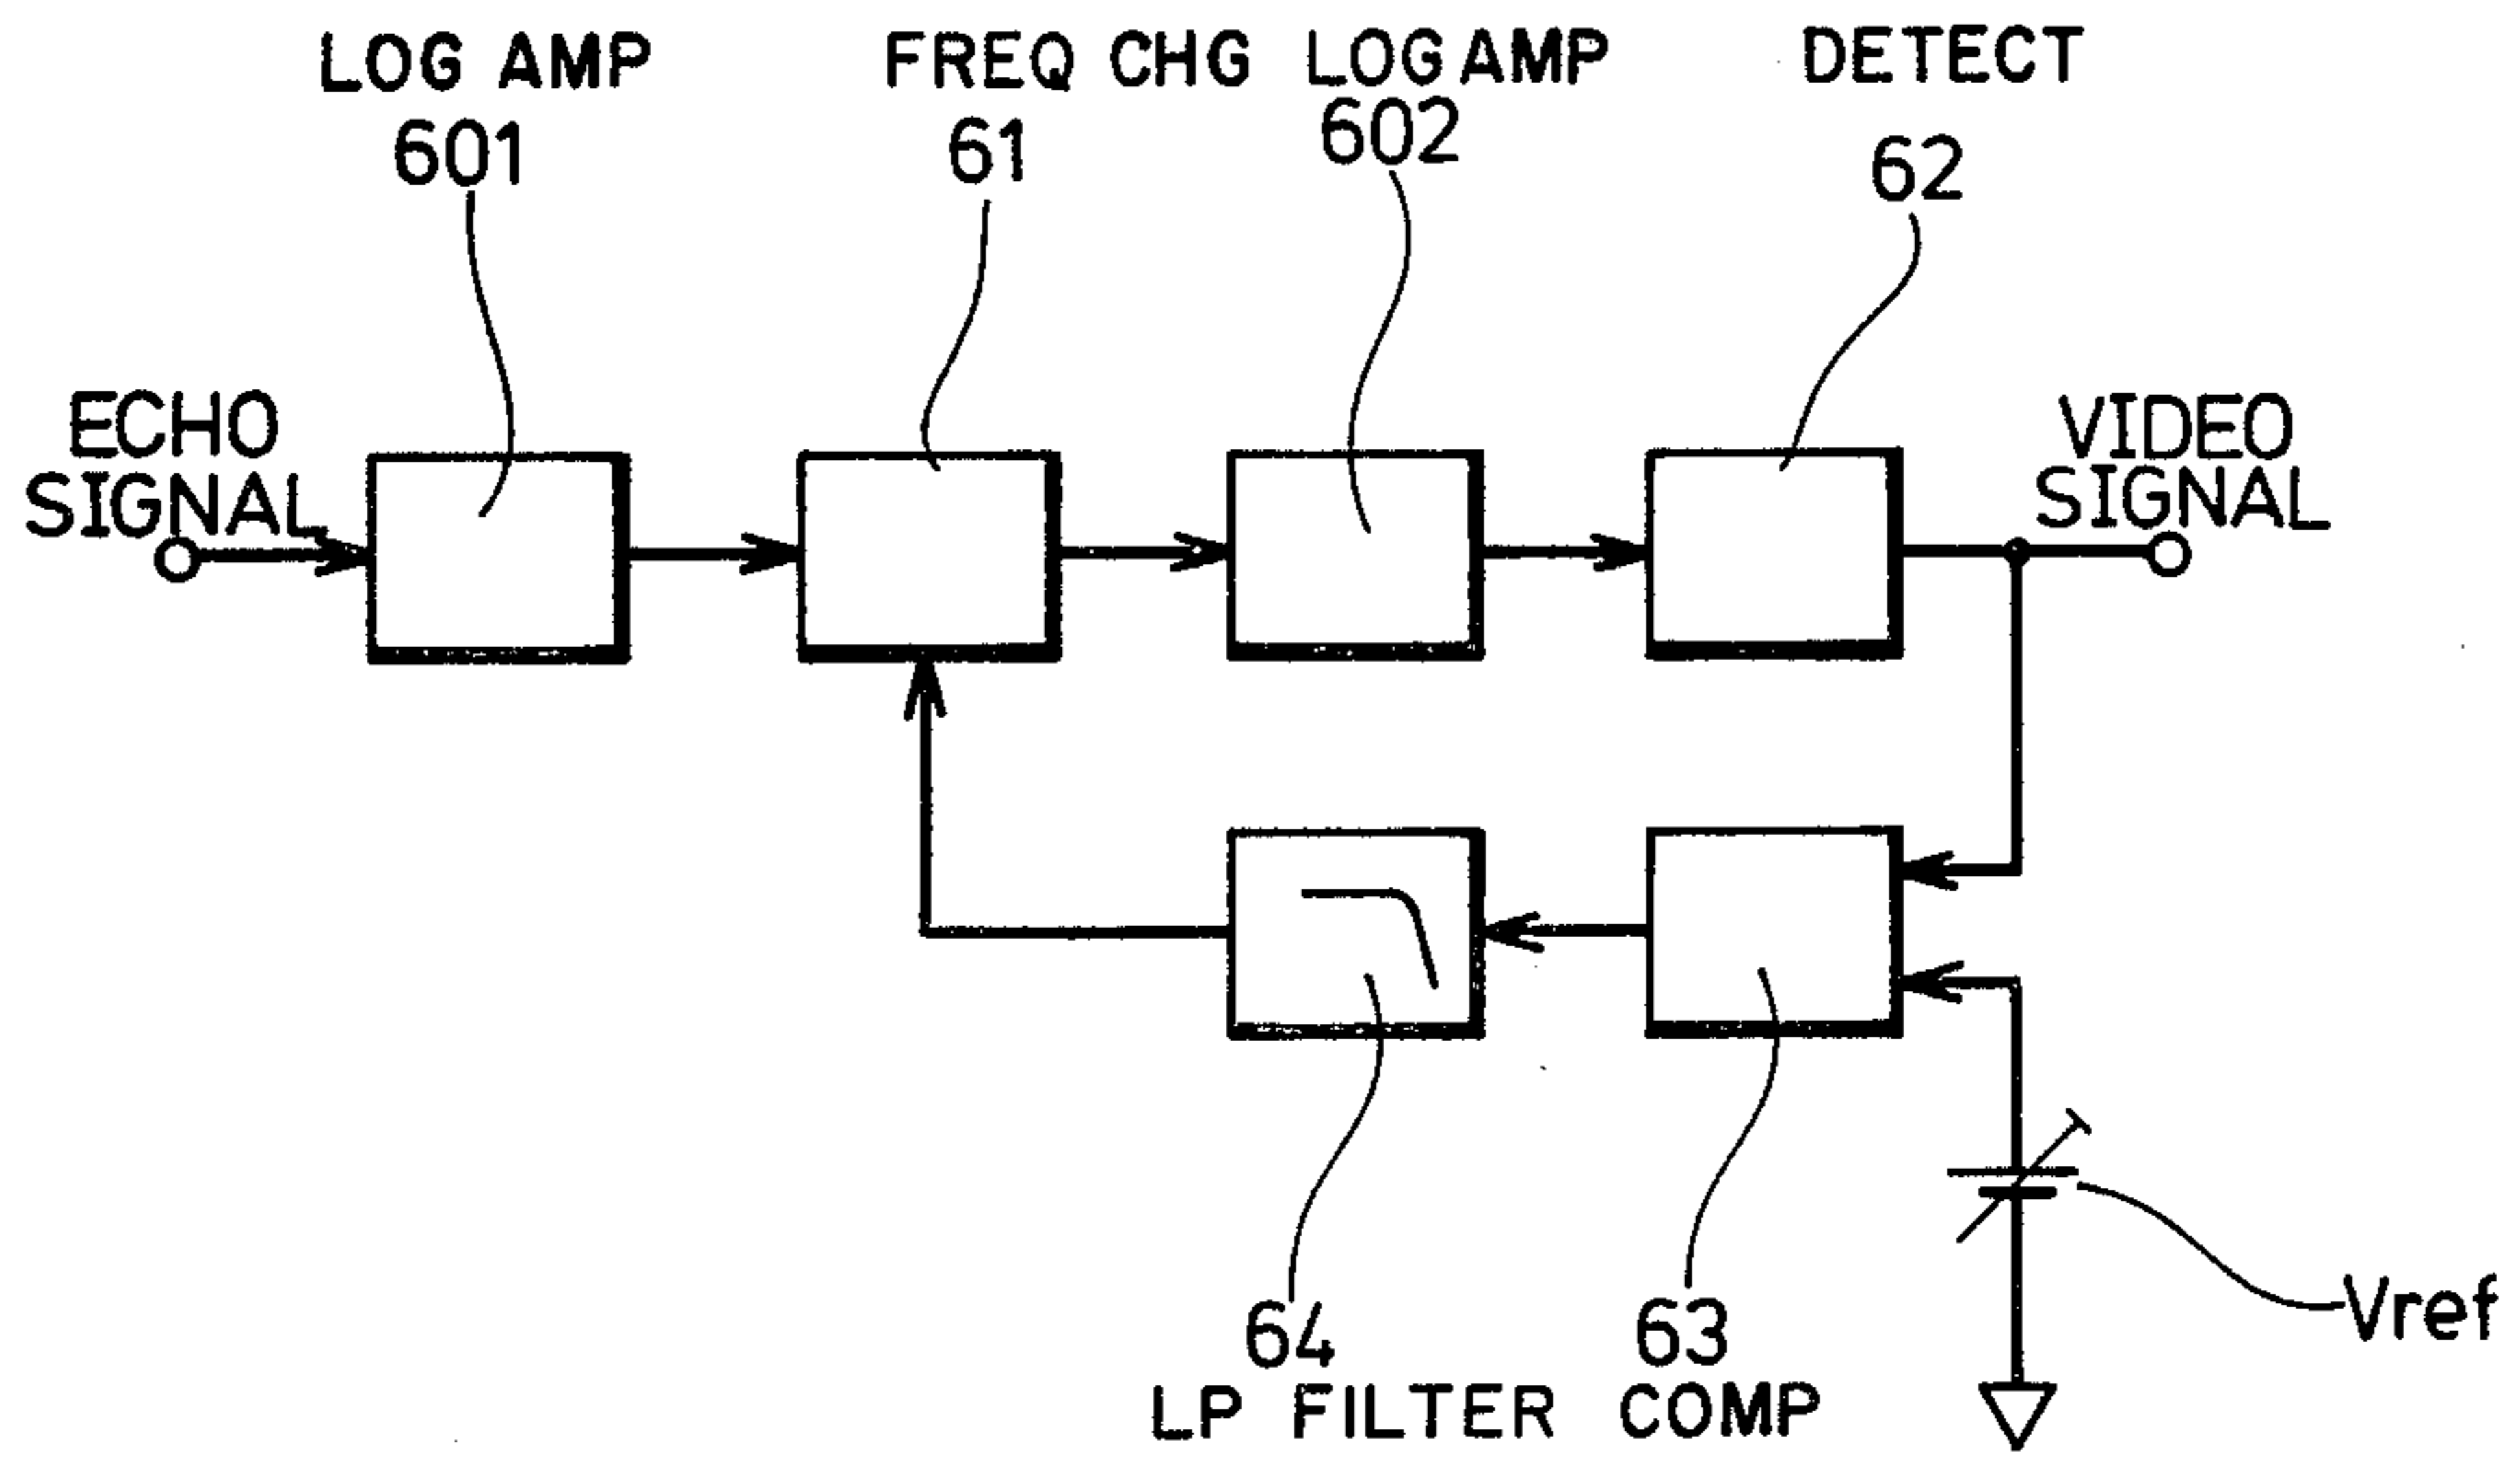 LOG AMP
601
FREQ CHG
61
LOG AMP
602
DETECT
62
ECHO
SIGNAL
VIDEO
SIGNAL
64
LP FILTER
63
COMP
Vref